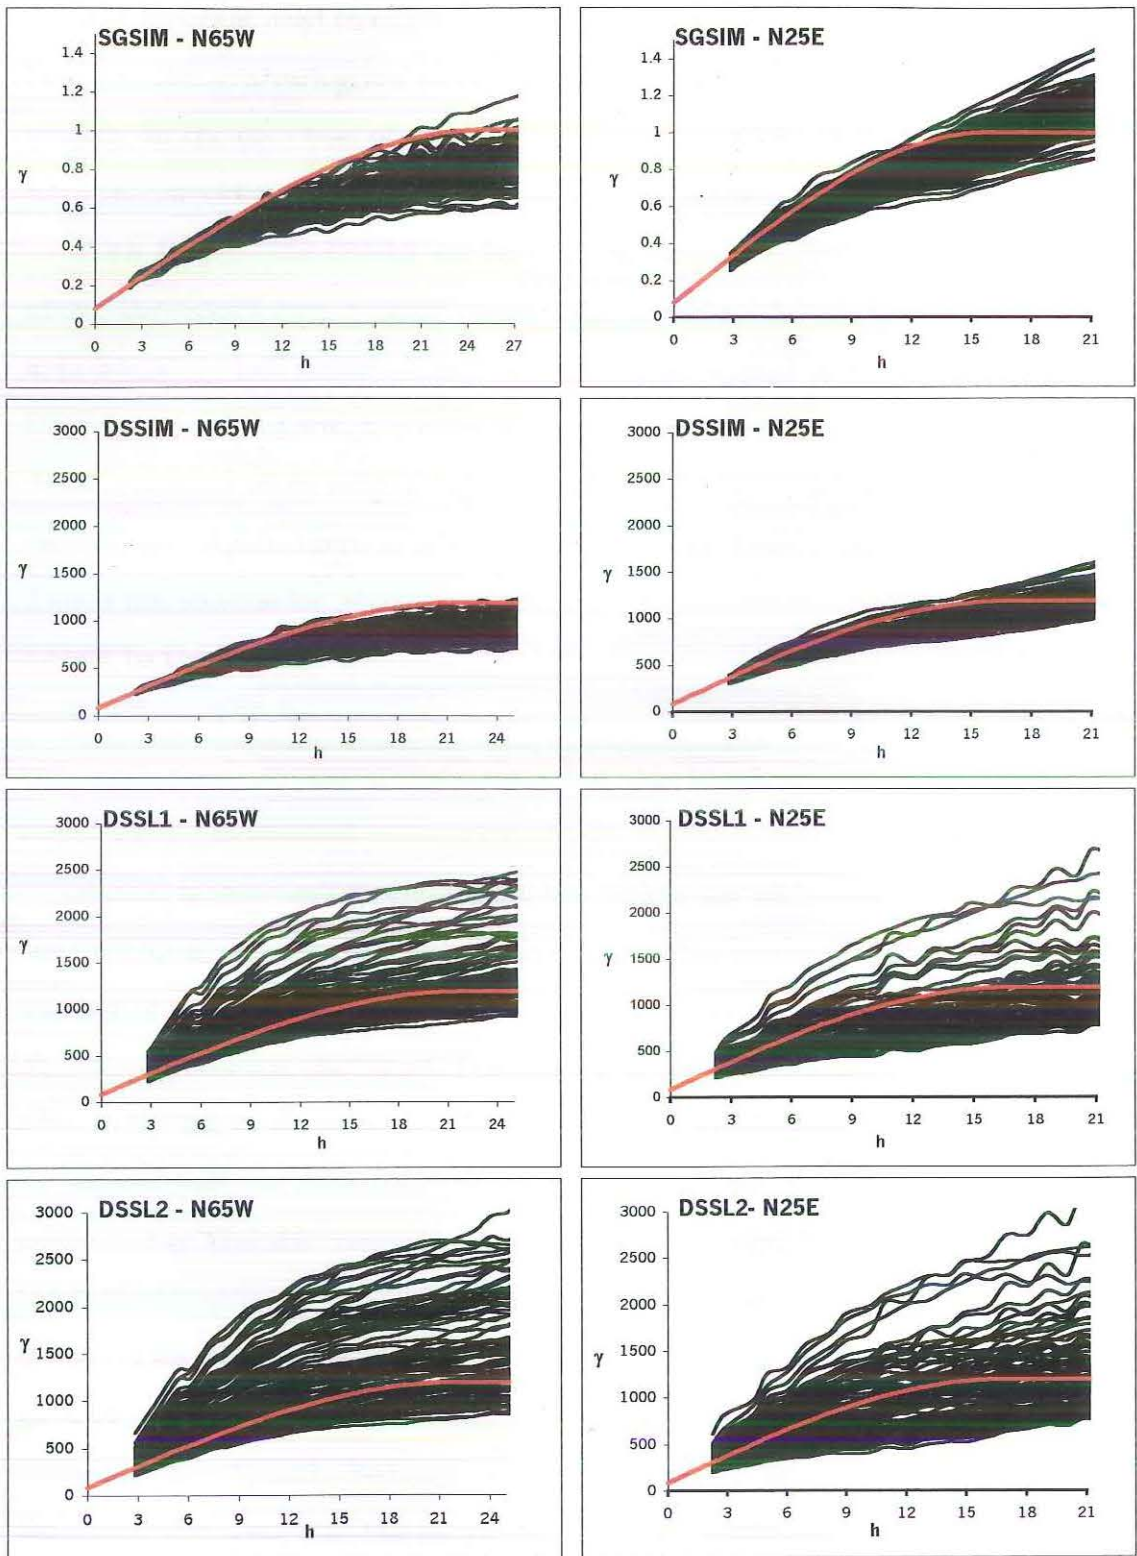 SGSIM - N65W
1.4
1.2
1
0.8
0.6
0.4
0.2
0
γ
0 3 6 9 12 15 18 21 24 27
h
SGSIM - N25E
1.4
1.2
1
0.8
0.6
0.4
0.2
0
γ
0 3 6 9 12 15 18 21
h
DSSIM - N65W
3000
2500
2000
1500
1000
500
0
γ
0 3 6 9 12 15 18 21 24
h
DSSIM - N25E
3000
2500
2000
1500
1000
500
0
γ
0 3 6 9 12 15 18 21
h
DSSL1 - N65W
3000
2500
2000
1500
1000
500
0
γ
0 3 6 9 12 15 18 21 24
h
DSSL1 - N25E
3000
2500
2000
1500
1000
500
0
γ
0 3 6 9 12 15 18 21
h
DSSL2 - N65W
3000
2500
2000
1500
1000
500
0
γ
0 3 6 9 12 15 18 21 24
h
DSSL2- N25E
3000
2500
2000
1500
1000
500
0
γ
0 3 6 9 12 15 18 21
h